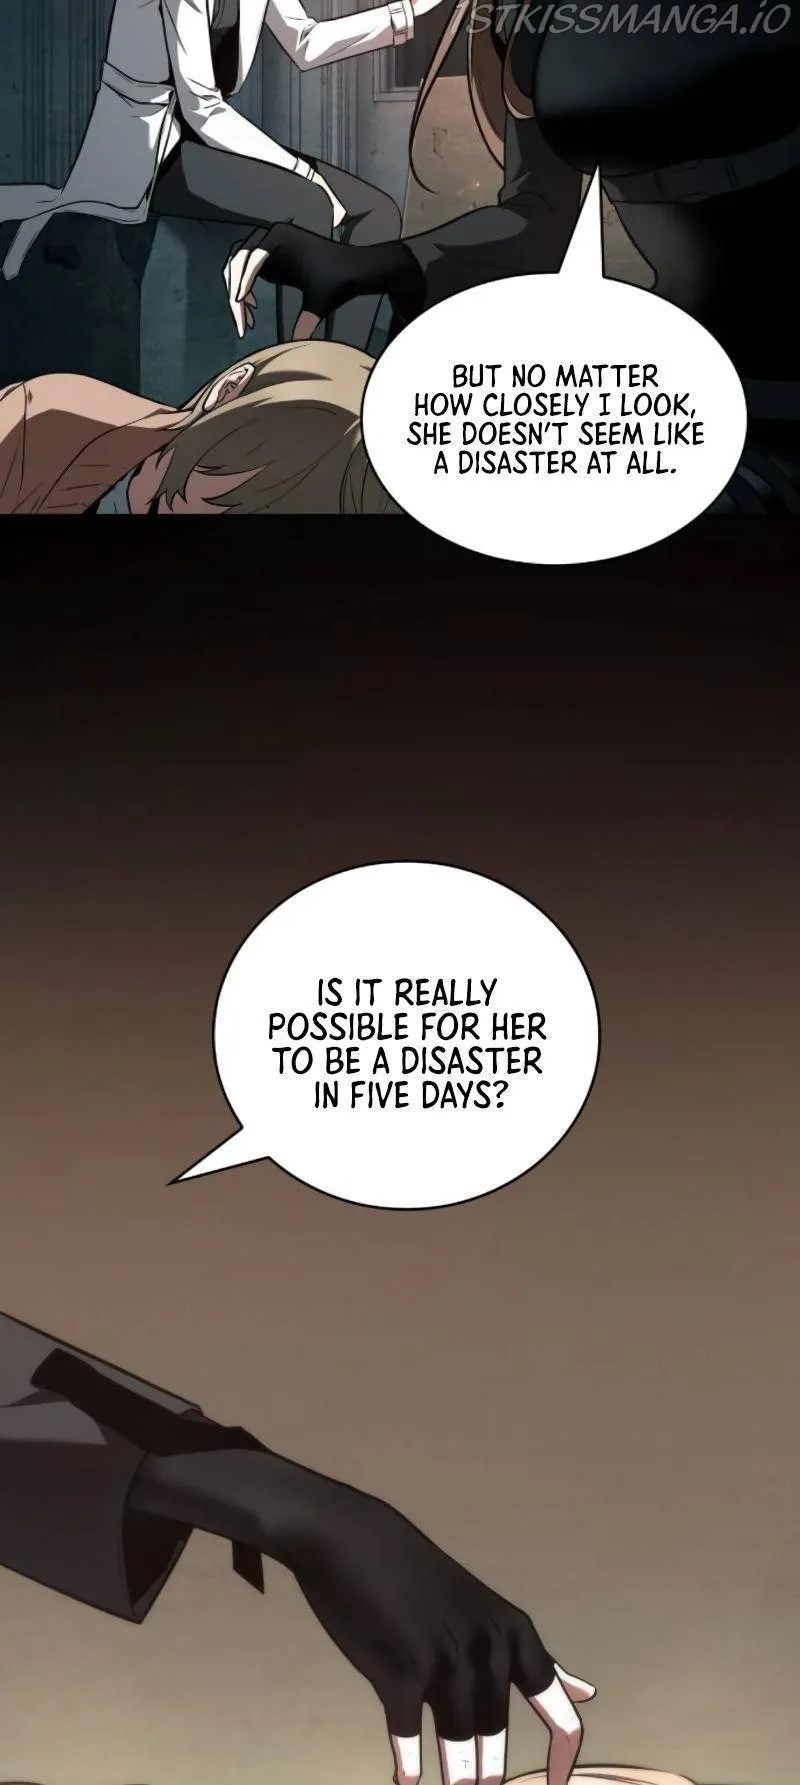 1STKISSMANGA.IO
BUT NO MATTER
HOW CLOSELY I LOOK,
SHE DOESN'T SEEM LIKE
A DISASTER AT ALL.
IS IT REALLY
POSSIBLE FOR HER
TO BE A DISASTER
IN FIVE DAYS?